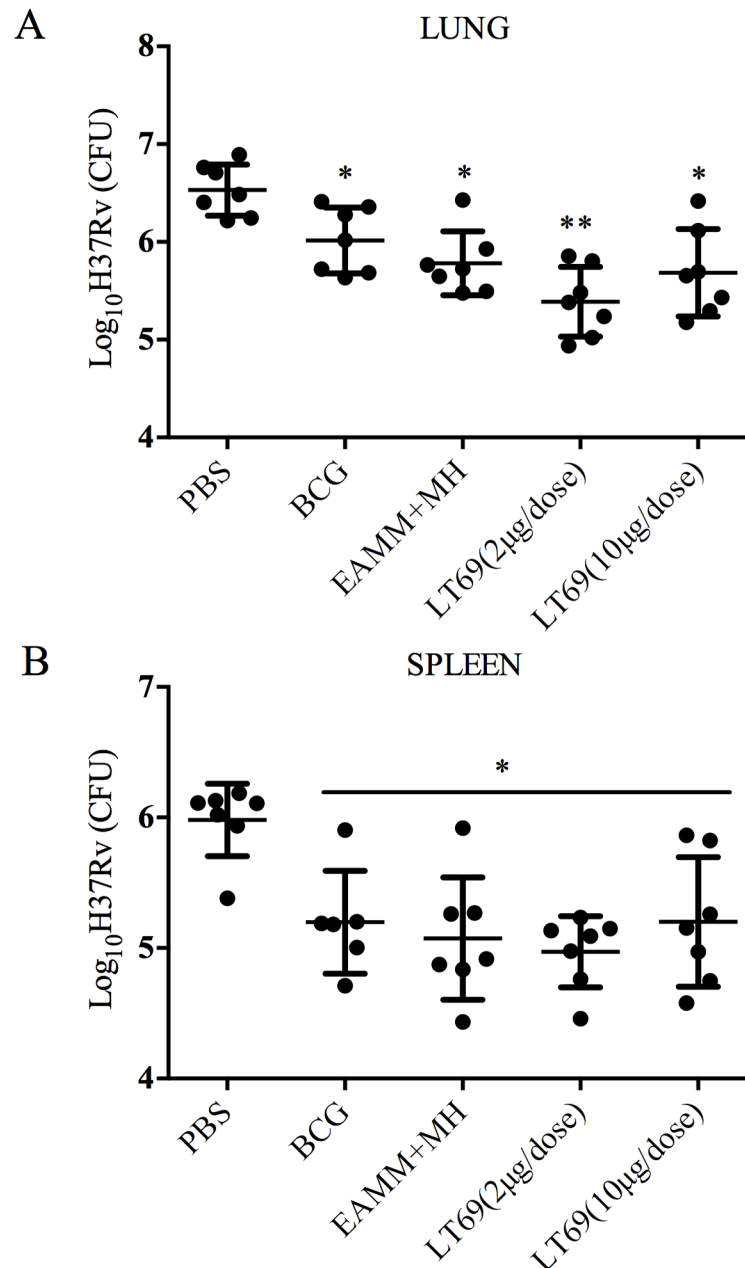 A
LUNG
Log10H37Rv (CFU)
8
7
6
5
4
*
*
**
*
PBS
BCG
EAMM+MH
LT69(2μg/dose)
LT69(10μg/dose)
B
SPLEEN
Log10H37Rv (CFU)
7
6
5
4
*
PBS
BCG
EAMM+MH
LT69(2μg/dose)
LT69(10μg/dose)